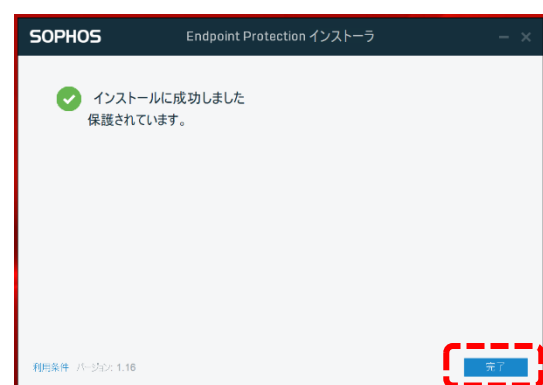 SOPHOS
Endpoint Protection インストーラ
インストールに成功しました
保護されています。
利用条件 バージョン: 1.16
完了